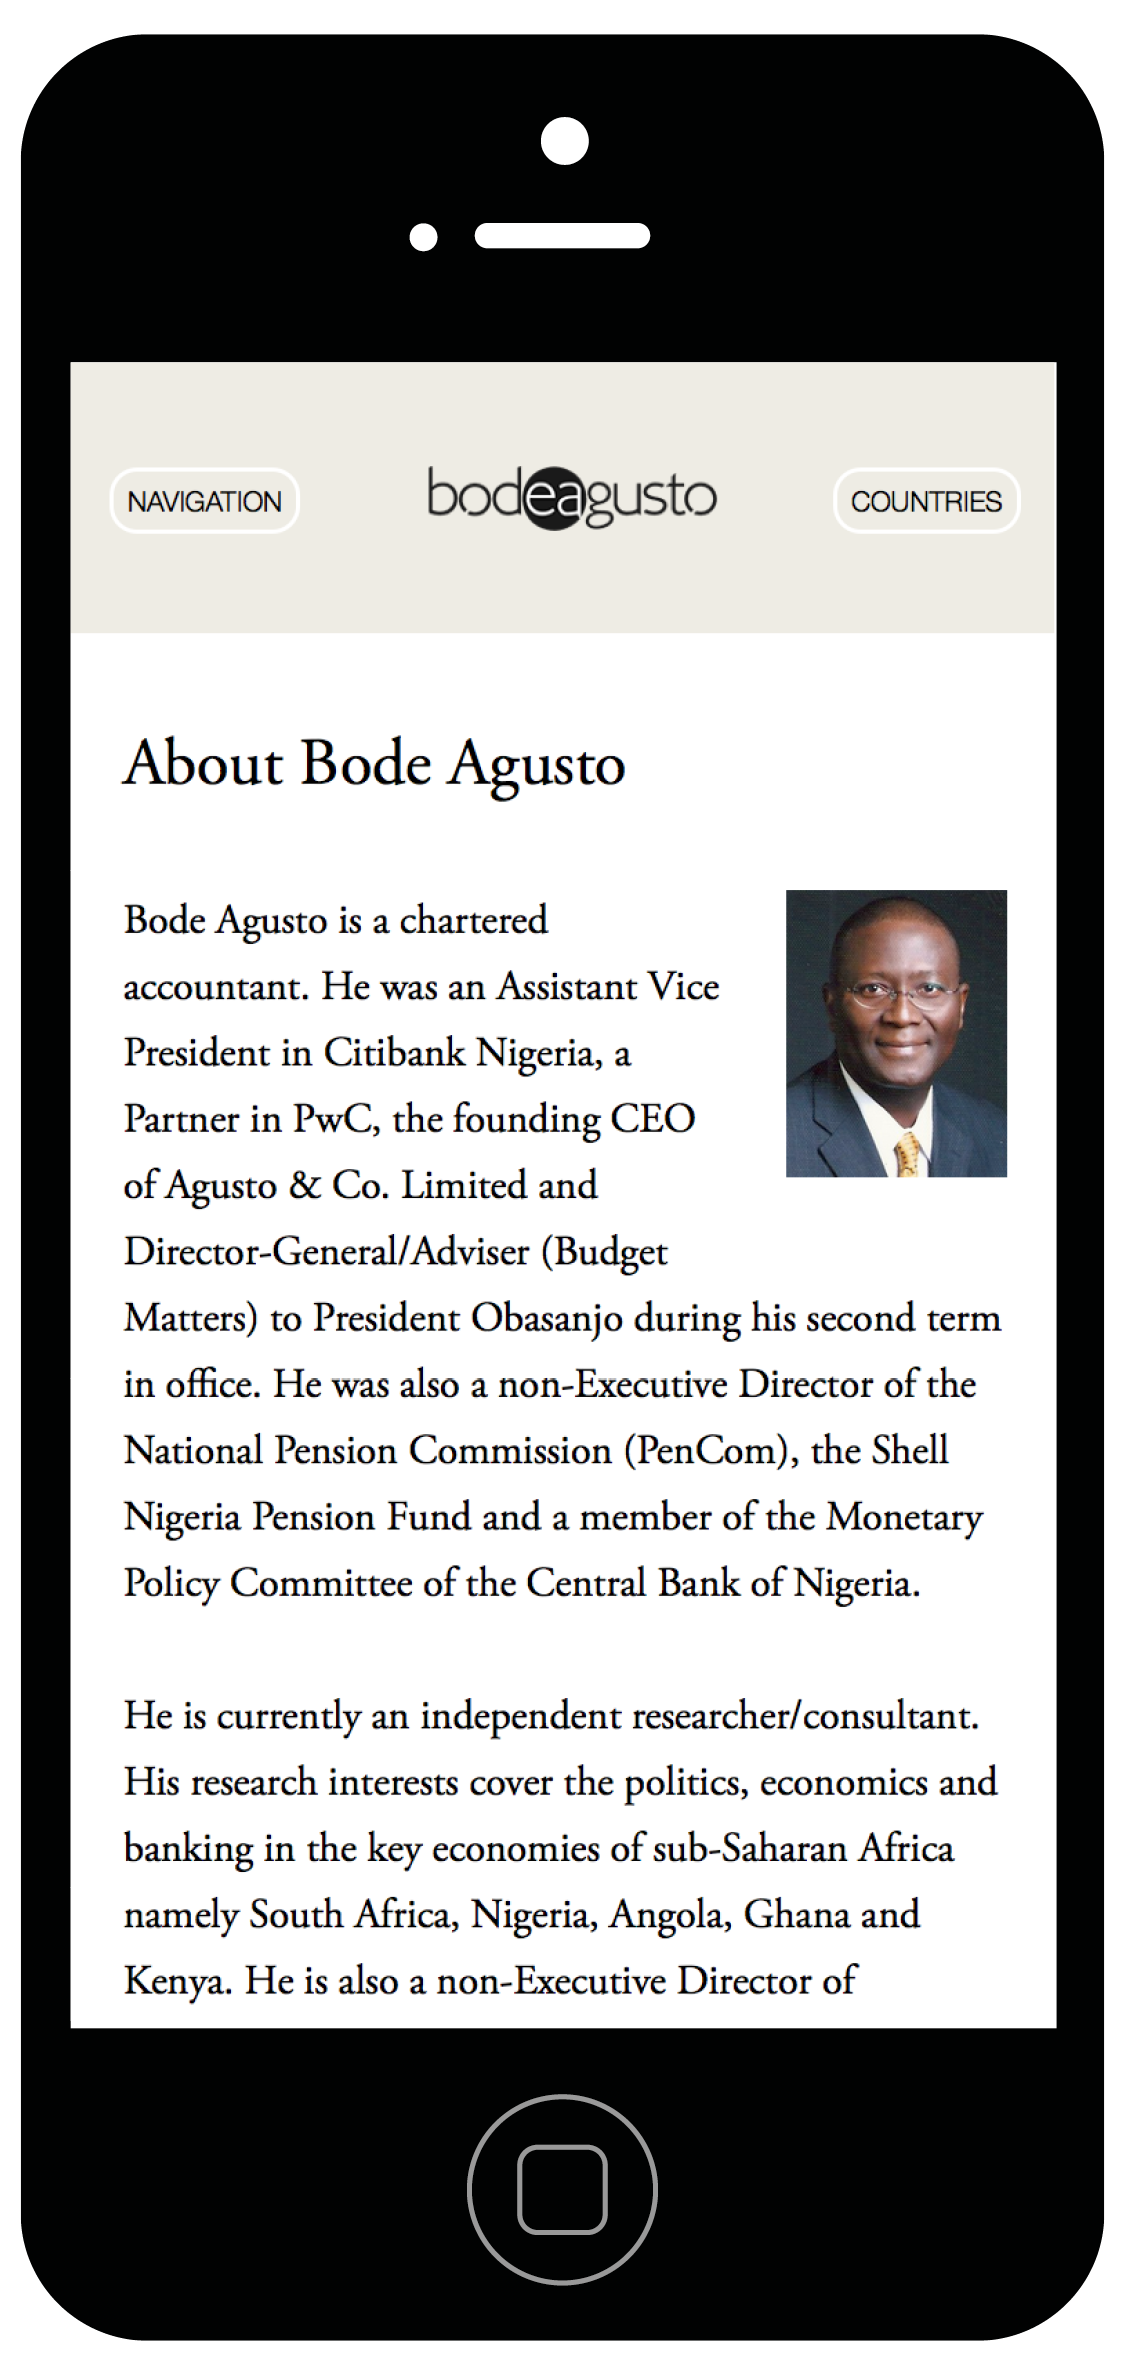 NAVIGATION
bodeagusto
COUNTRIES
About Bode Agusto
Bode Agusto is a chartered
accountant. He was an Assistant Vice
President in Citibank Nigeria, a
Partner in PwC, the founding CEO
of Agusto & Co. Limited and
Director-General/Adviser (Budget
Matters) to President Obasanjo during his second term
in office. He was also a non-Executive Director of the
National Pension Commission (PenCom), the Shell
Nigeria Pension Fund and a member of the Monetary
Policy Committee of the Central Bank of Nigeria.
He is currently an independent researcher/consultant.
His research interests cover the politics, economics and
banking in the key economies of sub-Saharan Africa
namely South Africa, Nigeria, Angola, Ghana and
Kenya. He is also a non-Executive Director of